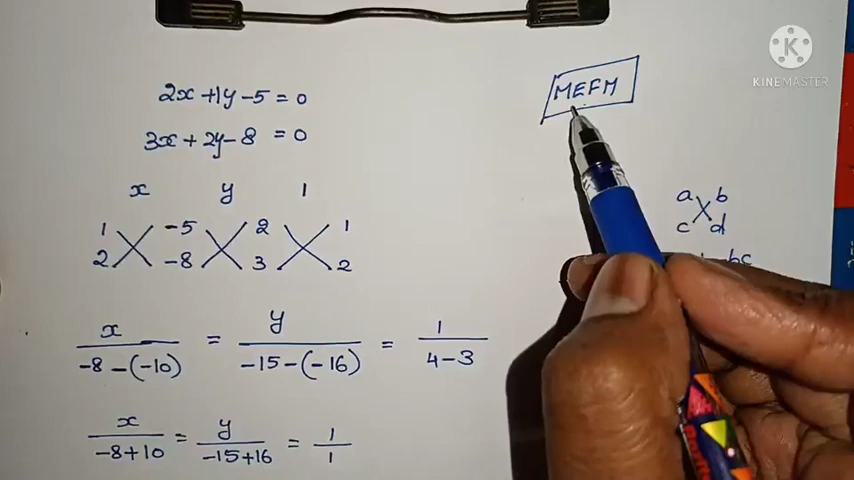 2x+1y-5=0
3x+2y-8=0
x y 1
1 -5 2 1
2 -8 3 2
x/-8-(-10) = y/-15-(-16) = 1/4-3
x/-8+10 = y/-15+16 = 1/1
MEFM
a b
c d
bc
KINEMASTER